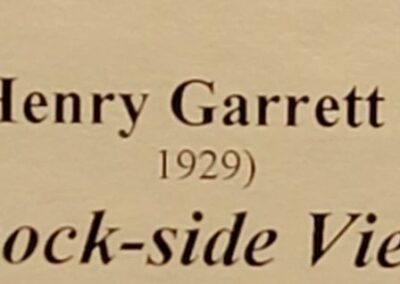 Henry Garrett
1929)
ock-side Vie